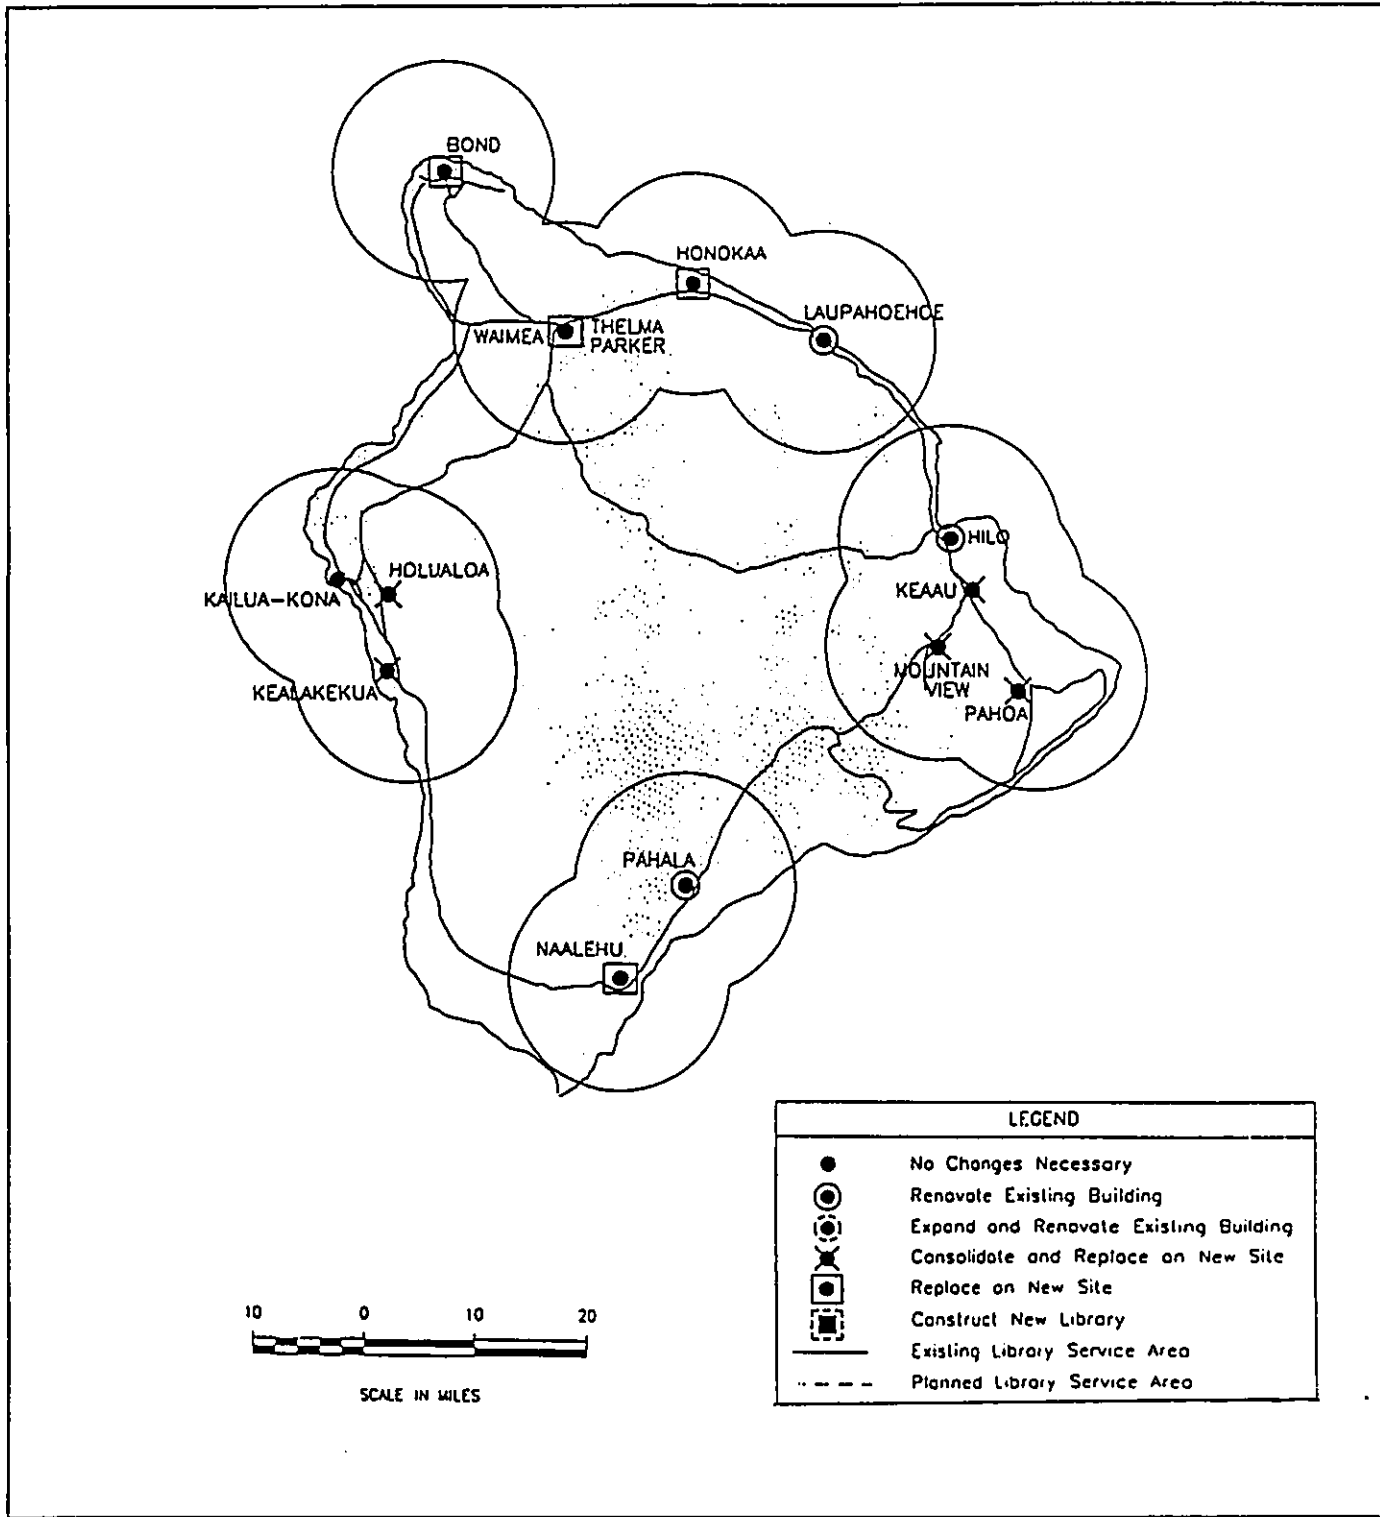 BOND
HONOKAA
LAUPAHOEHOE
WAIMEA
THELMA
PARKER
HILO
HOLUALOA
KAILUA-KONA
KEAAU
KEALAKEKUA
MOUNTAIN
VIEW
PAHOA
PAHALA
NAALEHU
LEGEND
No Changes Necessary
Renovate Existing Building
Expand and Renovate Existing Building
Consolidate and Replace on New Site
Replace on New Site
Construct New Library
Existing Library Service Area
Planned Library Service Area
10 0 10 20
SCALE IN MILES